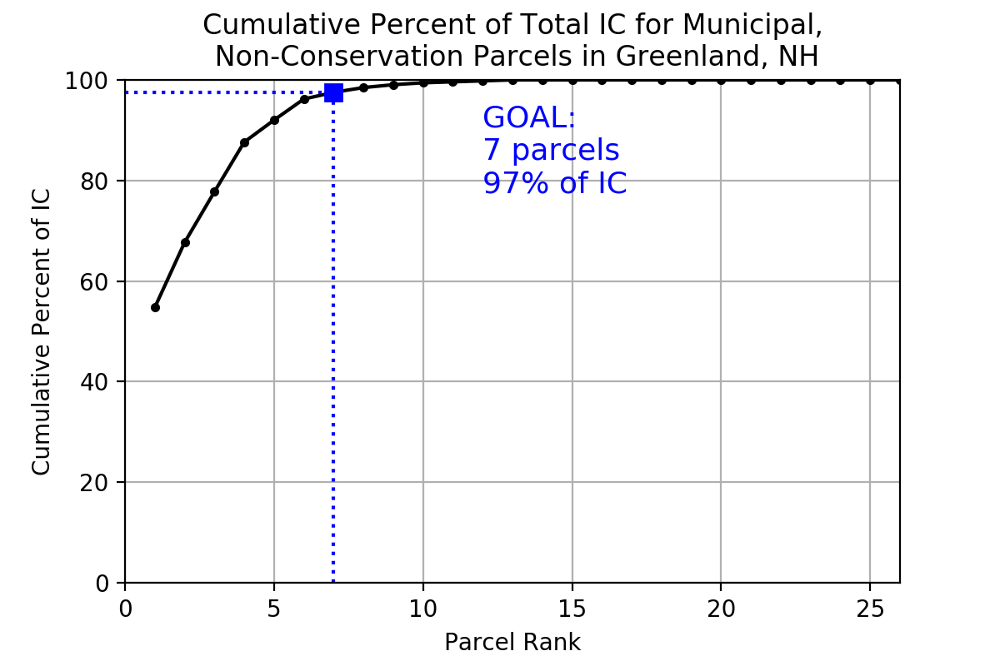 Cumulative Percent of Total IC for Municipal,
Non-Conservation Parcels in Greenland, NH
100
80
60
40
20
0
Cumulative Percent of IC
GOAL:
7 parcels
97% of IC
0 5 10 15 20 25
Parcel Rank